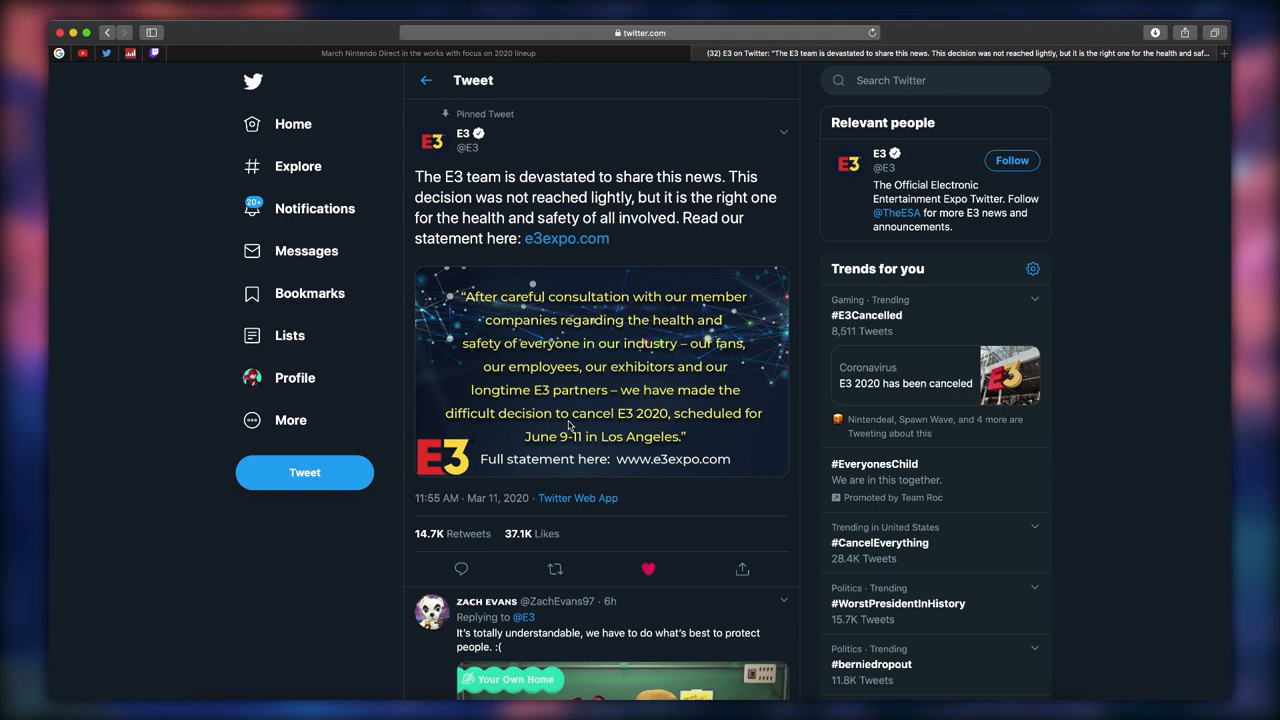 twitter.com
March Nintendo Direct in the works with focus on 2020 lineup
(32) E3 on Twitter: "The E3 team is devastated to share this news. This decision was not reached lightly, but it is the right one for the health and saf...
Home
Explore
20+
Notifications
Messages
Bookmarks
Lists
Profile
More
Tweet
Tweet
Pinned Tweet
E3
E3
@E3
The E3 team is devastated to share this news. This
decision was not reached lightly, but it is the right one
for the health and safety of all involved. Read our
statement here: e3expo.com
“After careful consultation with our member
companies regarding the health and
safety of everyone in our industry – our fans,
our employees, our exhibitors and our
longtime E3 partners – we have made the
difficult decision to cancel E3 2020, scheduled for
June 9-11 in Los Angeles.”
E3
Full statement here: www.e3expo.com
11:55 AM · Mar 11, 2020 · Twitter Web App
14.7K Retweets 37.1K Likes
ZACH EVANS @ZachEvans97 · 6h
Replying to @E3
It's totally understandable, we have to do what's best to protect
people. :(
Your Own Home
Search Twitter
Relevant people
E3
E3
@E3
Follow
The Official Electronic
Entertainment Expo Twitter. Follow
@TheESA for more E3 news and
announcements.
Trends for you
Gaming · Trending
#E3Cancelled
8,511 Tweets
Coronavirus
E3 2020 has been canceled
E3
Nintendeal, Spawn Wave, and 4 more are
Tweeting about this
#EveryonesChild
We are in this together.
Promoted by Team Roc
Trending in United States
#CancelEverything
28.4K Tweets
Politics · Trending
#WorstPresidentInHistory
15.7K Tweets
Politics · Trending
#berniedropout
11.8K Tweets